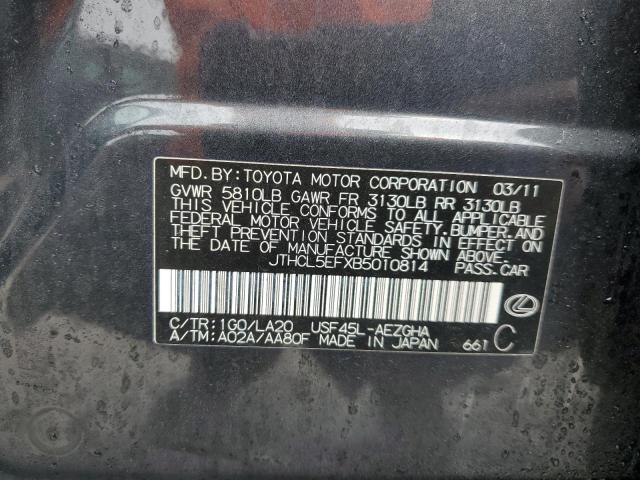 MFD.BY:TOYOTA MOTOR CORPORATION 03/11
GVWR 5810LB GAWR FR 3130LB RR 3130LB
THIS VEHICLE CONFORMS TO ALL APPLICABLE
FEDERAL MOTOR VEHICLE SAFETY,BUMPER,AND
THEFT PREVENTION STANDARDS IN EFFECT ON
THE DATE OF MANUFACTURE SHOWN ABOVE.
JTHCL5EFXB5010814 PASS.CAR
C/TR:1G0/LA20 USF45L-AEZGHA
A/TM:A02A/AA80F MADE IN JAPAN 661 C